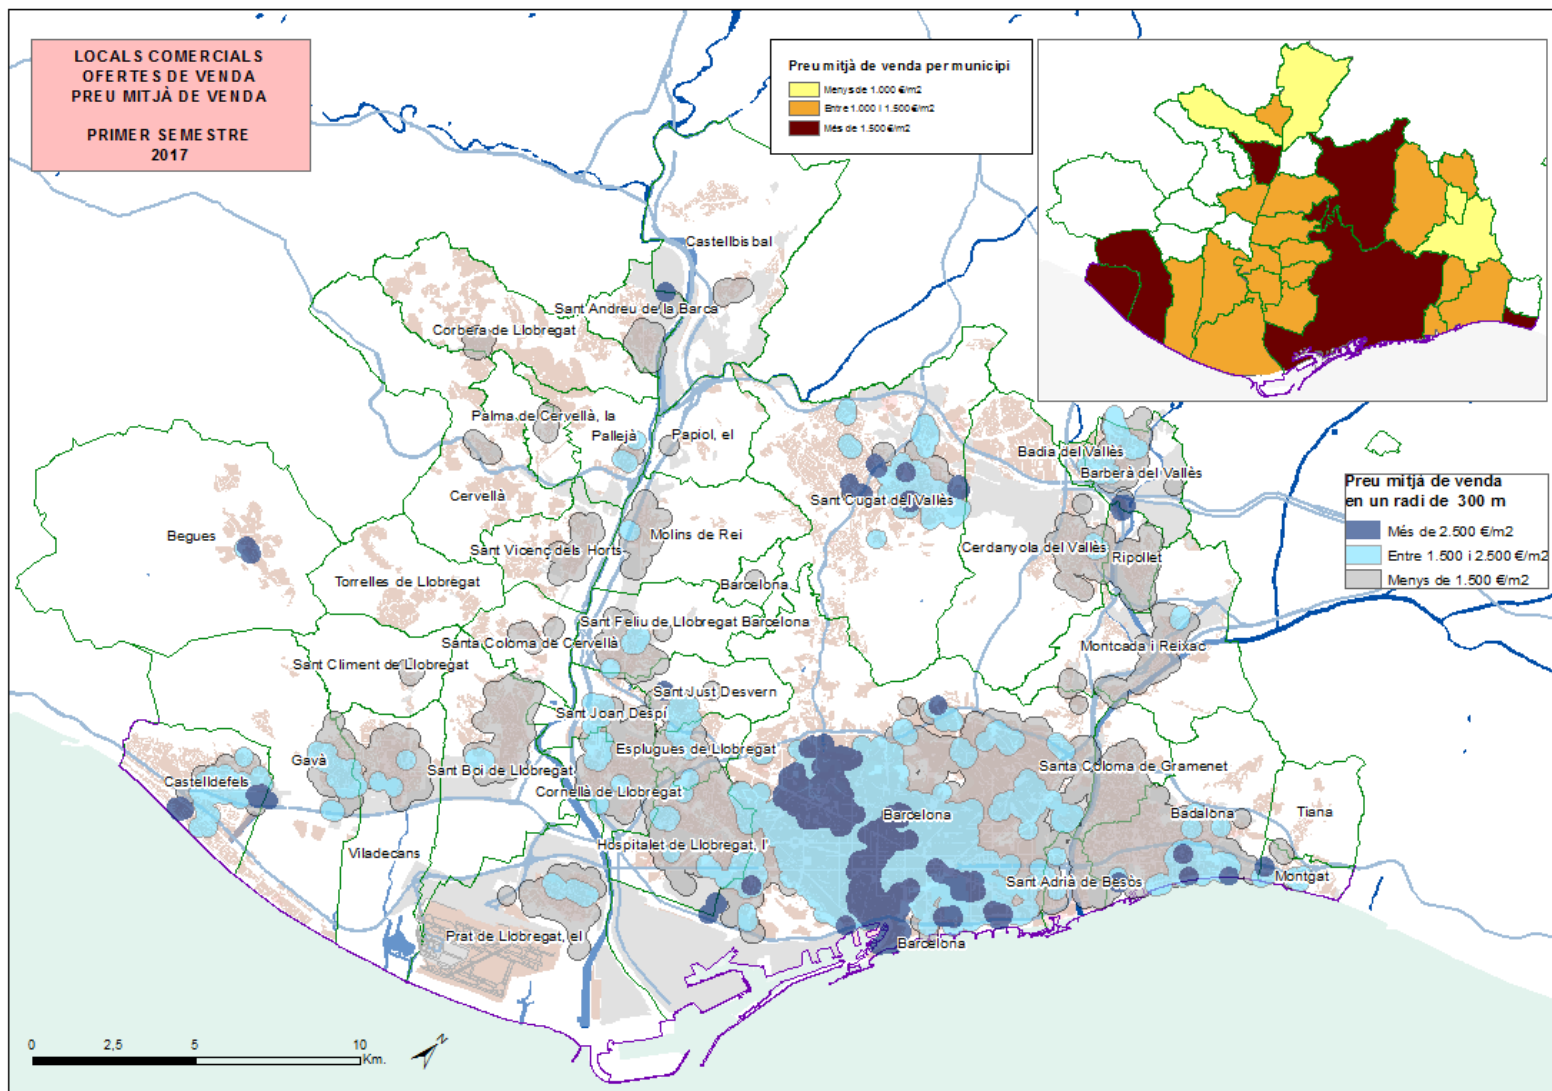 LOCALS COMERCIALS
OFERTES DE VENDA
PREU MITJÀ DE VENDA
PRIMER SEMESTRE
2017
Preu mitjà de venda per municipi
Menys de 1.000 €/m2
Entre 1.000 i 1.500€/m2
Més de 1.500€/m2
Castellbisbal
Sant Andreu de la Barca
Corbera de Llobregat
Palma de Cervellà, la
Pallejà
Papiol, el
Badia del Vallès
Barberà del Vallès
Cervellà
Sant Cugat del Vallès
Preu mitjà de venda
en un radi de 300 m
Més de 2.500 €/m2
Entre 1.500 i 2.500 €/m2
Menys de 1.500 €/m2
Begues
Sant Vicenç dels Horts
Molins de Rei
Cerdanyola del Vallès
Ripollet
Torrelles de Llobregat
Barcelona
Sant Feliu de Llobregat
Barcelona
Santa Coloma de Cervellà
Montcada i Reixac
Sant Climent de Llobregat
Sant Just Desvern
Sant Joan Despí
Esplugues de Llobregat
Gavà
Sant Boi de Llobregat
Santa Coloma de Gramenet
Castelldefels
Cornellà de Llobregat
Barcelona
Badalona
Tiana
Viladecans
Hospitalet de Llobregat, l'
Sant Adrià de Besòs
Montgat
Prat de Llobregat, el
Barcelona
0 2,5 5 10
Km.
N